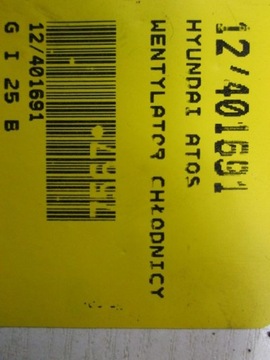 12/401691
HYUNDAI ATOS
WENTYLATOR CHŁODNICY
12/401691
G I 25 B